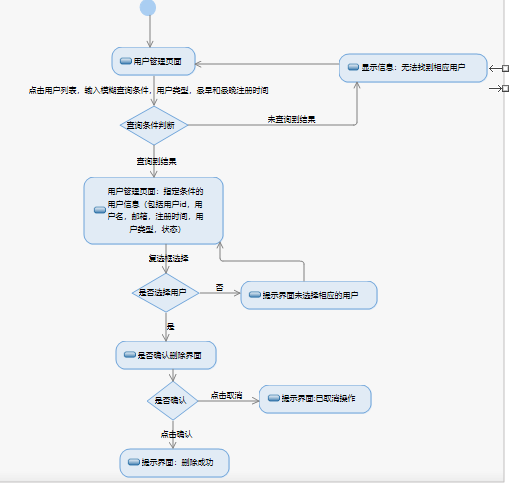 用户管理页面
显示信息：无法找到相应用户
点击用户列表，输入模糊查询条件，用户类型，最早和最晚注册时间
未查询到结果
查询条件判断
查询到结果
用户管理页面：指定条件的
用户信息（包括用户id，用
户名，邮箱，注册时间，用
户类型，状态）
复选框选择
是否选择用户
否
提示界面未选择相应的用户
是
是否确认删除界面
是否确认
点击取消
提示界面:已取消操作
点击确认
提示界面：删除成功